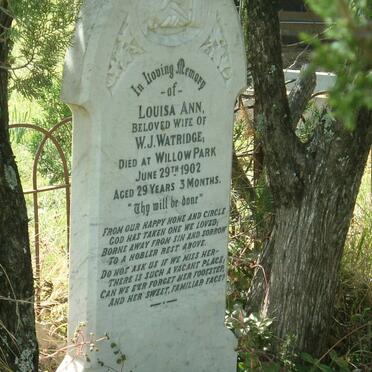 In Loving Memory
- of -
LOUISA ANN,
BELOVED WIFE OF
W. J. WATRIDGE,
DIED AT WILLOW PARK
JUNE 29TH 1902
AGED 29 YEARS 3 MONTHS.
"Thy will be done"
FROM OUR HAPPY HOME AND CIRCLE
GOD HAS TAKEN ONE WE LOVED;
BORNE AWAY FROM SIN AND SORROW
TO A NOBLER REST ABOVE.
DO NOT ASK US IF WE MISS HER-
THERE IS SUCH A VACANT PLACE;
CAN WE E'ER FORGET HER FOOTSTEP,
AND HER SWEET, FAMILIAR FACE?